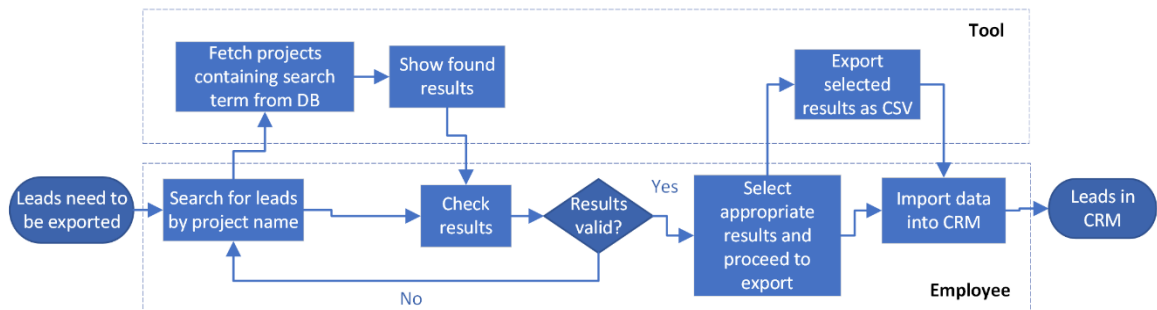 Tool
Fetch projects
containing search
term from DB
Show found
results
Export
selected
results as CSV
Leads need to
be exported
Search for leads
by project name
Check
results
Results
valid?
Yes
No
Select
appropriate
results and
proceed to
export
Import data
into CRM
Leads in
CRM
Employee